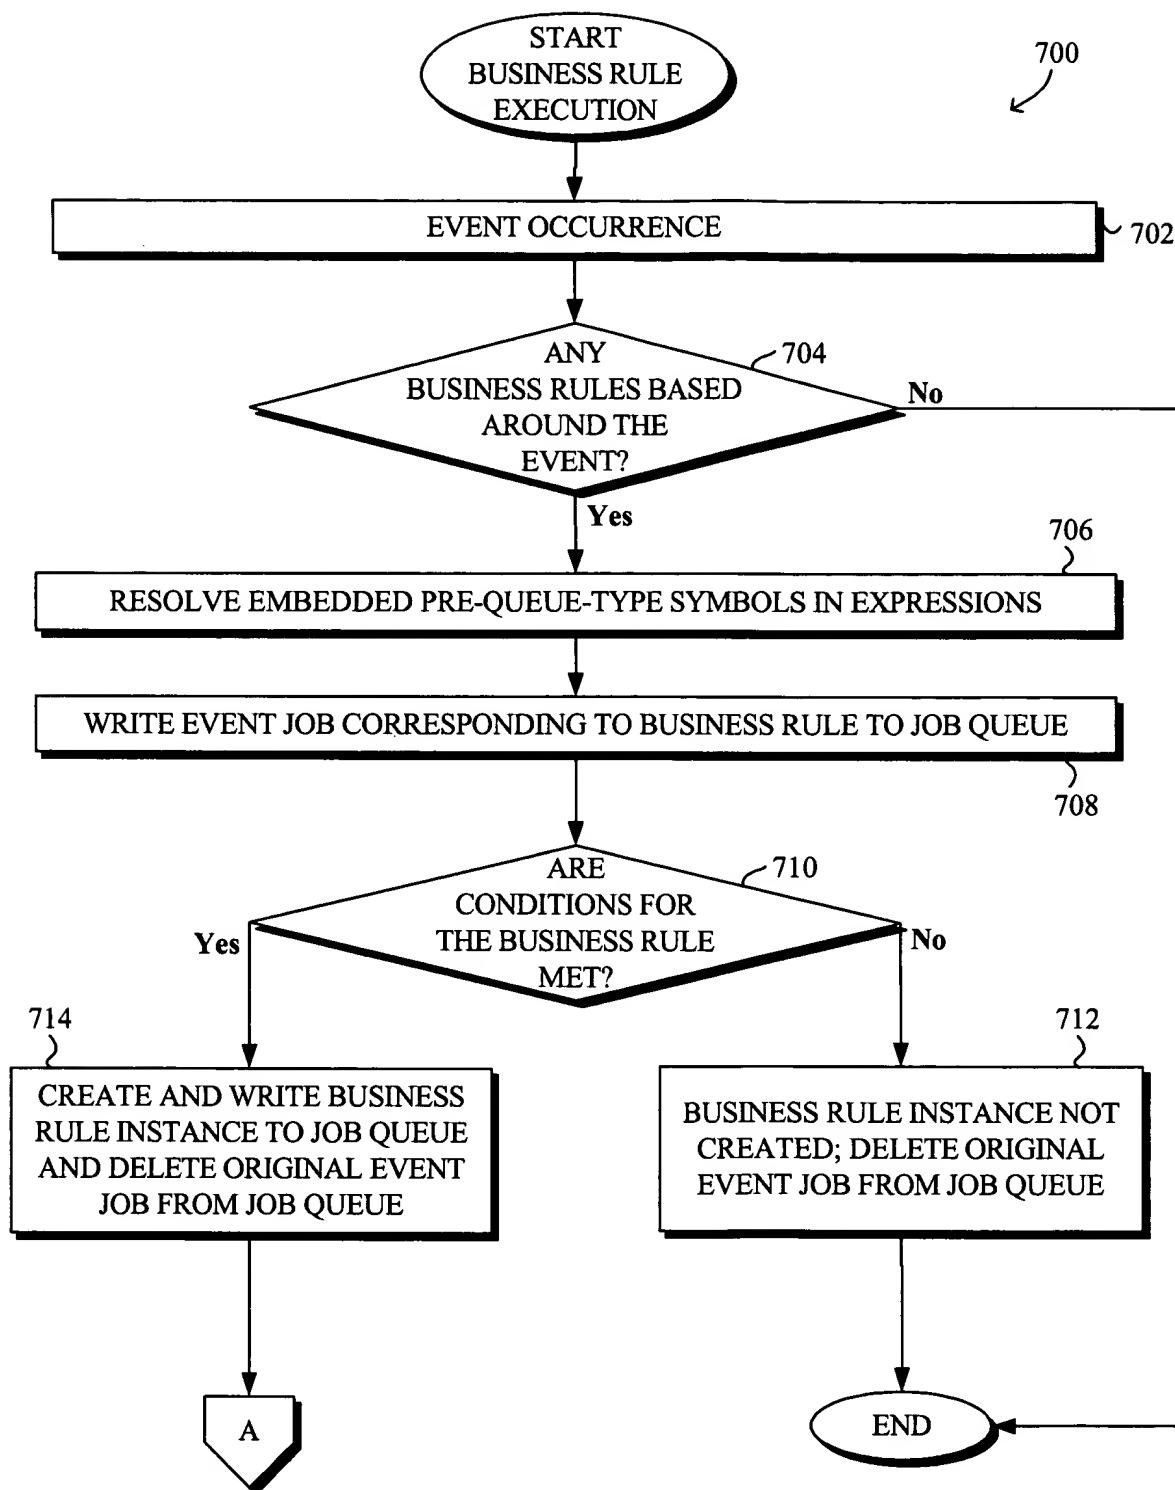 START
BUSINESS RULE
EXECUTION
700
EVENT OCCURRENCE
702
ANY
BUSINESS RULES BASED
AROUND THE
EVENT?
704
No
Yes
706
RESOLVE EMBEDDED PRE-QUEUE-TYPE SYMBOLS IN EXPRESSIONS
WRITE EVENT JOB CORRESPONDING TO BUSINESS RULE TO JOB QUEUE
708
ARE
CONDITIONS FOR
THE BUSINESS RULE
MET?
710
Yes
No
714
CREATE AND WRITE BUSINESS
RULE INSTANCE TO JOB QUEUE
AND DELETE ORIGINAL EVENT
JOB FROM JOB QUEUE
712
BUSINESS RULE INSTANCE NOT
CREATED; DELETE ORIGINAL
EVENT JOB FROM JOB QUEUE
A
END